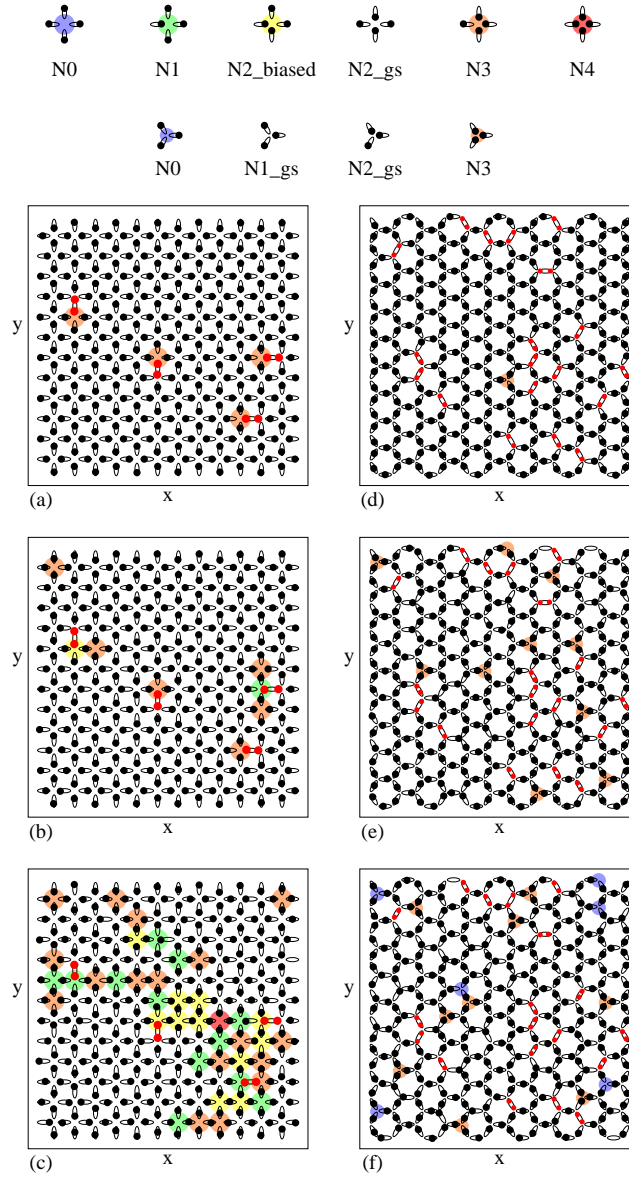 N0 N1 N2_biased N2_gs N3 N4
N0 N1_gs N2_gs N3
y
(a) x
(d) x
y
y
(b) x
y
(e) x
y
(c) x
y
(f) x